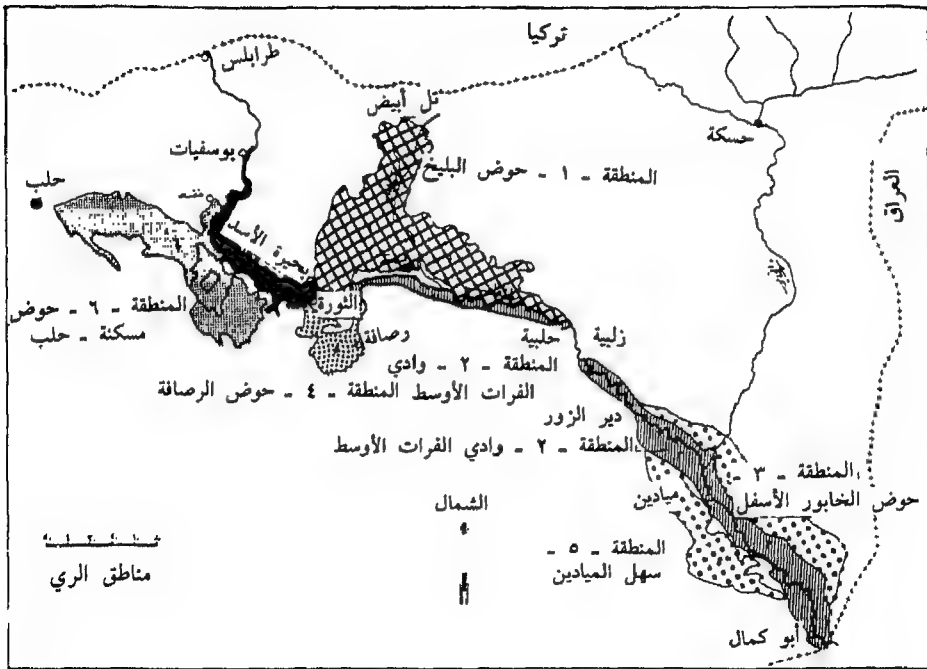 تركيا
طرابلس
تل أبيض
حسكة
بوسفيات
المنطقة - ١ - حوض البليخ
حلب
العراق
بحيرة الأسد
المنطقة - ٦ - حوض
مسكنة - حلب
الثورة
رصافة
حلبية
زلبية
المنطقة - ٢ - وادي
الفرات الأوسط
المنطقة - ٤ - حوض الرصافة
دير الزور
المنطقة - ٢ - وادي الفرات الأوسط
المنطقة - ٣ -
حوض الخابور الأسفل
ميادين
الشمال
المنطقة - ٥ -
سهل الميادين
مناطق الري
أبو كمال